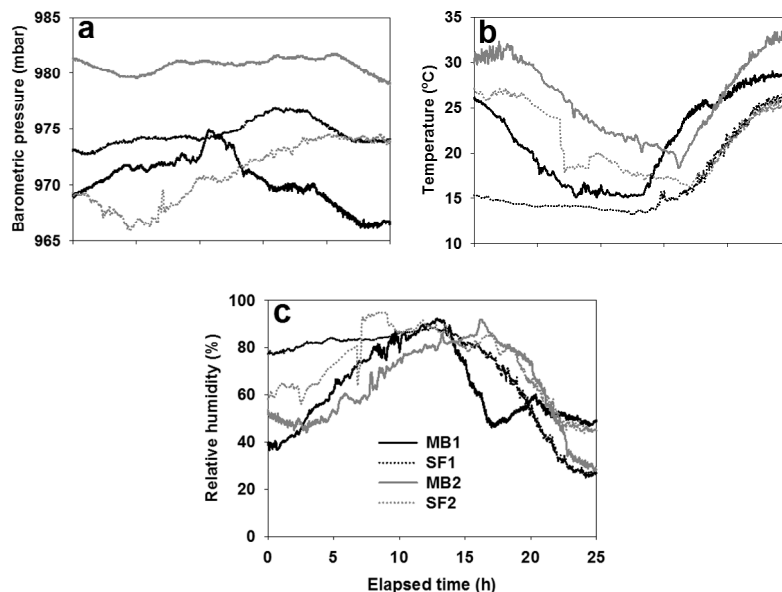 a
Barometric pressure (mbar)
985
980
975
970
965
b
Temperature (ºC)
35
30
25
20
15
10
c
Relative humidity (%)
100
80
60
40
20
0
MB1
SF1
MB2
SF2
0 5 10 15 20 25
Elapsed time (h)